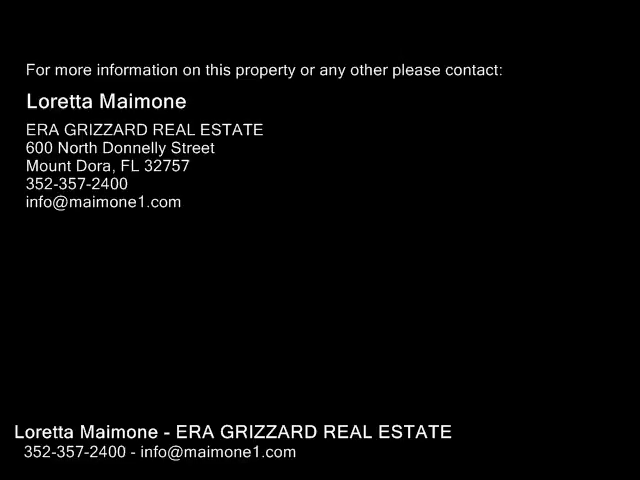 For more information on this property or any other please contact:
Loretta Maimone
ERA GRIZZARD REAL ESTATE
600 North Donnelly Street
Mount Dora, FL 32757
352-357-2400
info@maimone1.com
Loretta Maimone - ERA GRIZZARD REAL ESTATE
352-357-2400 - info@maimone1.com